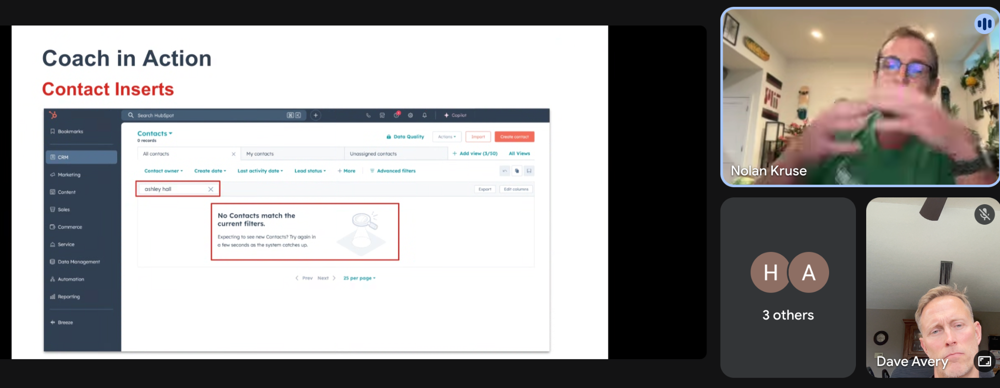 Coach in Action
Contact Inserts
Search HubSpot
⌘ K
+
Copilot
Bookmarks
CRM
Marketing
Content
Sales
Commerce
Service
Data Management
Automation
Reporting
Breeze
Contacts
0 records
Data Quality
Actions
Import
Create contact
All contacts
My contacts
Unassigned contacts
+ Add view (3/50)
All Views
Contact owner
Create date
Last activity date
Lead status
+ More
Advanced filters
ashley hall
Export
Edit columns
No Contacts match the
current filters.
Expecting to see new Contacts? Try again in
a few seconds as the system catches up.
Prev
Next
25 per page
Nolan Kruse
H A
3 others
Dave Avery